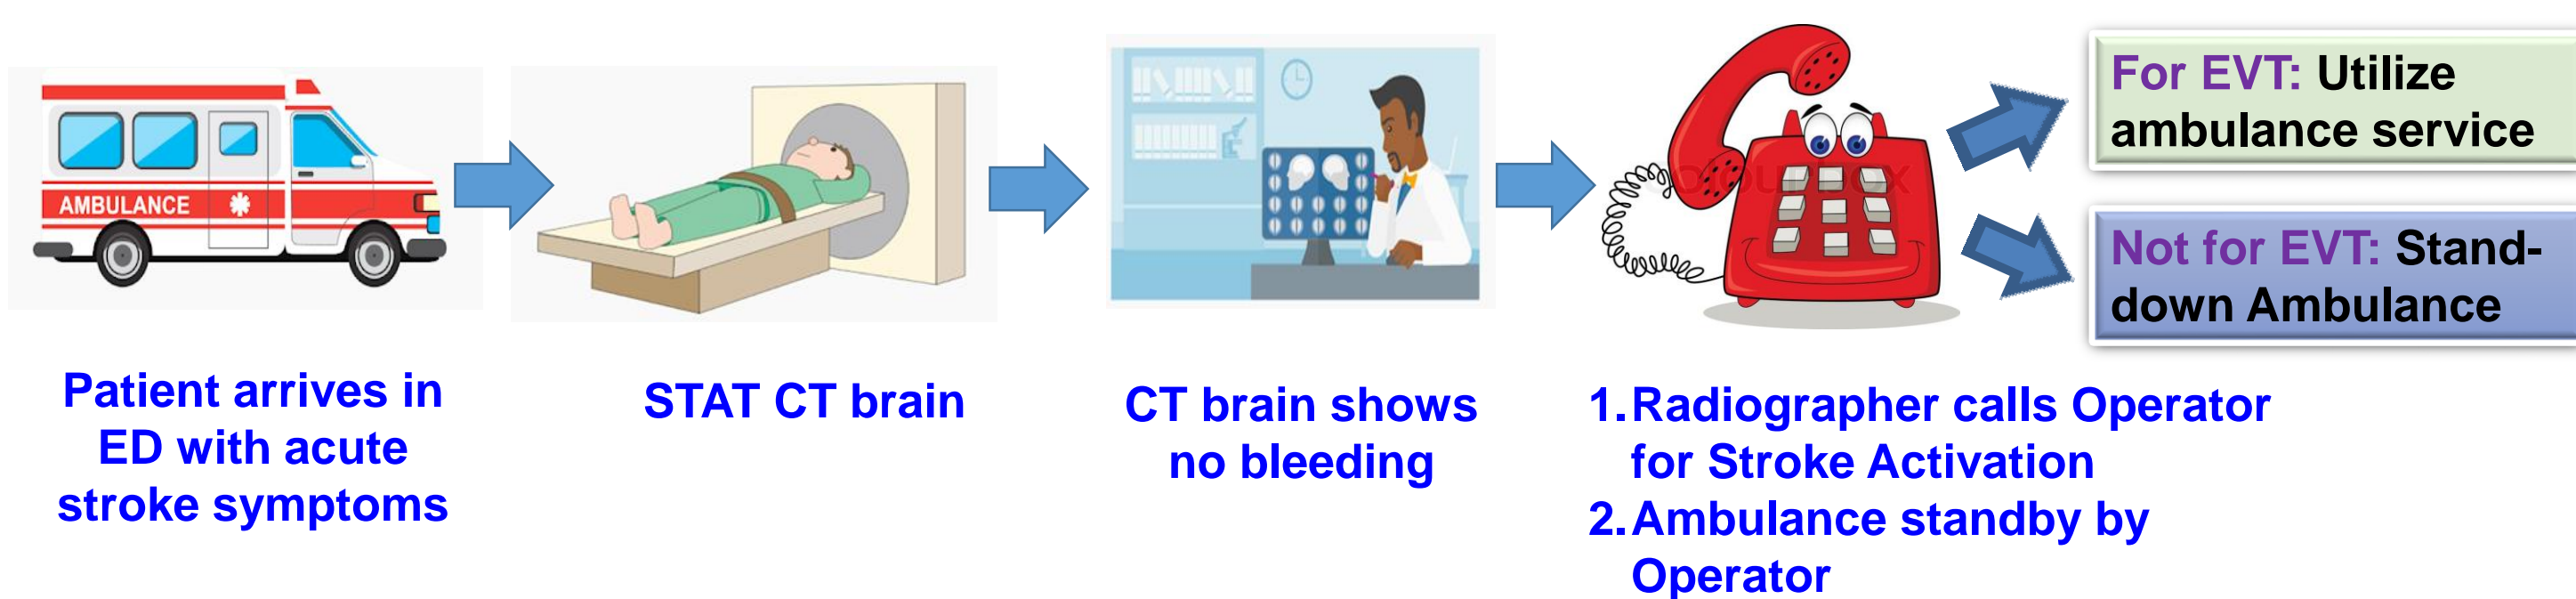 AMBULANCE
For EVT: Utilize
ambulance service
Not for EVT: Stand-
down Ambulance
Patient arrives in
ED with acute
stroke symptoms
STAT CT brain
CT brain shows
no bleeding
1.Radiographer calls Operator
for Stroke Activation
2.Ambulance standby by
Operator